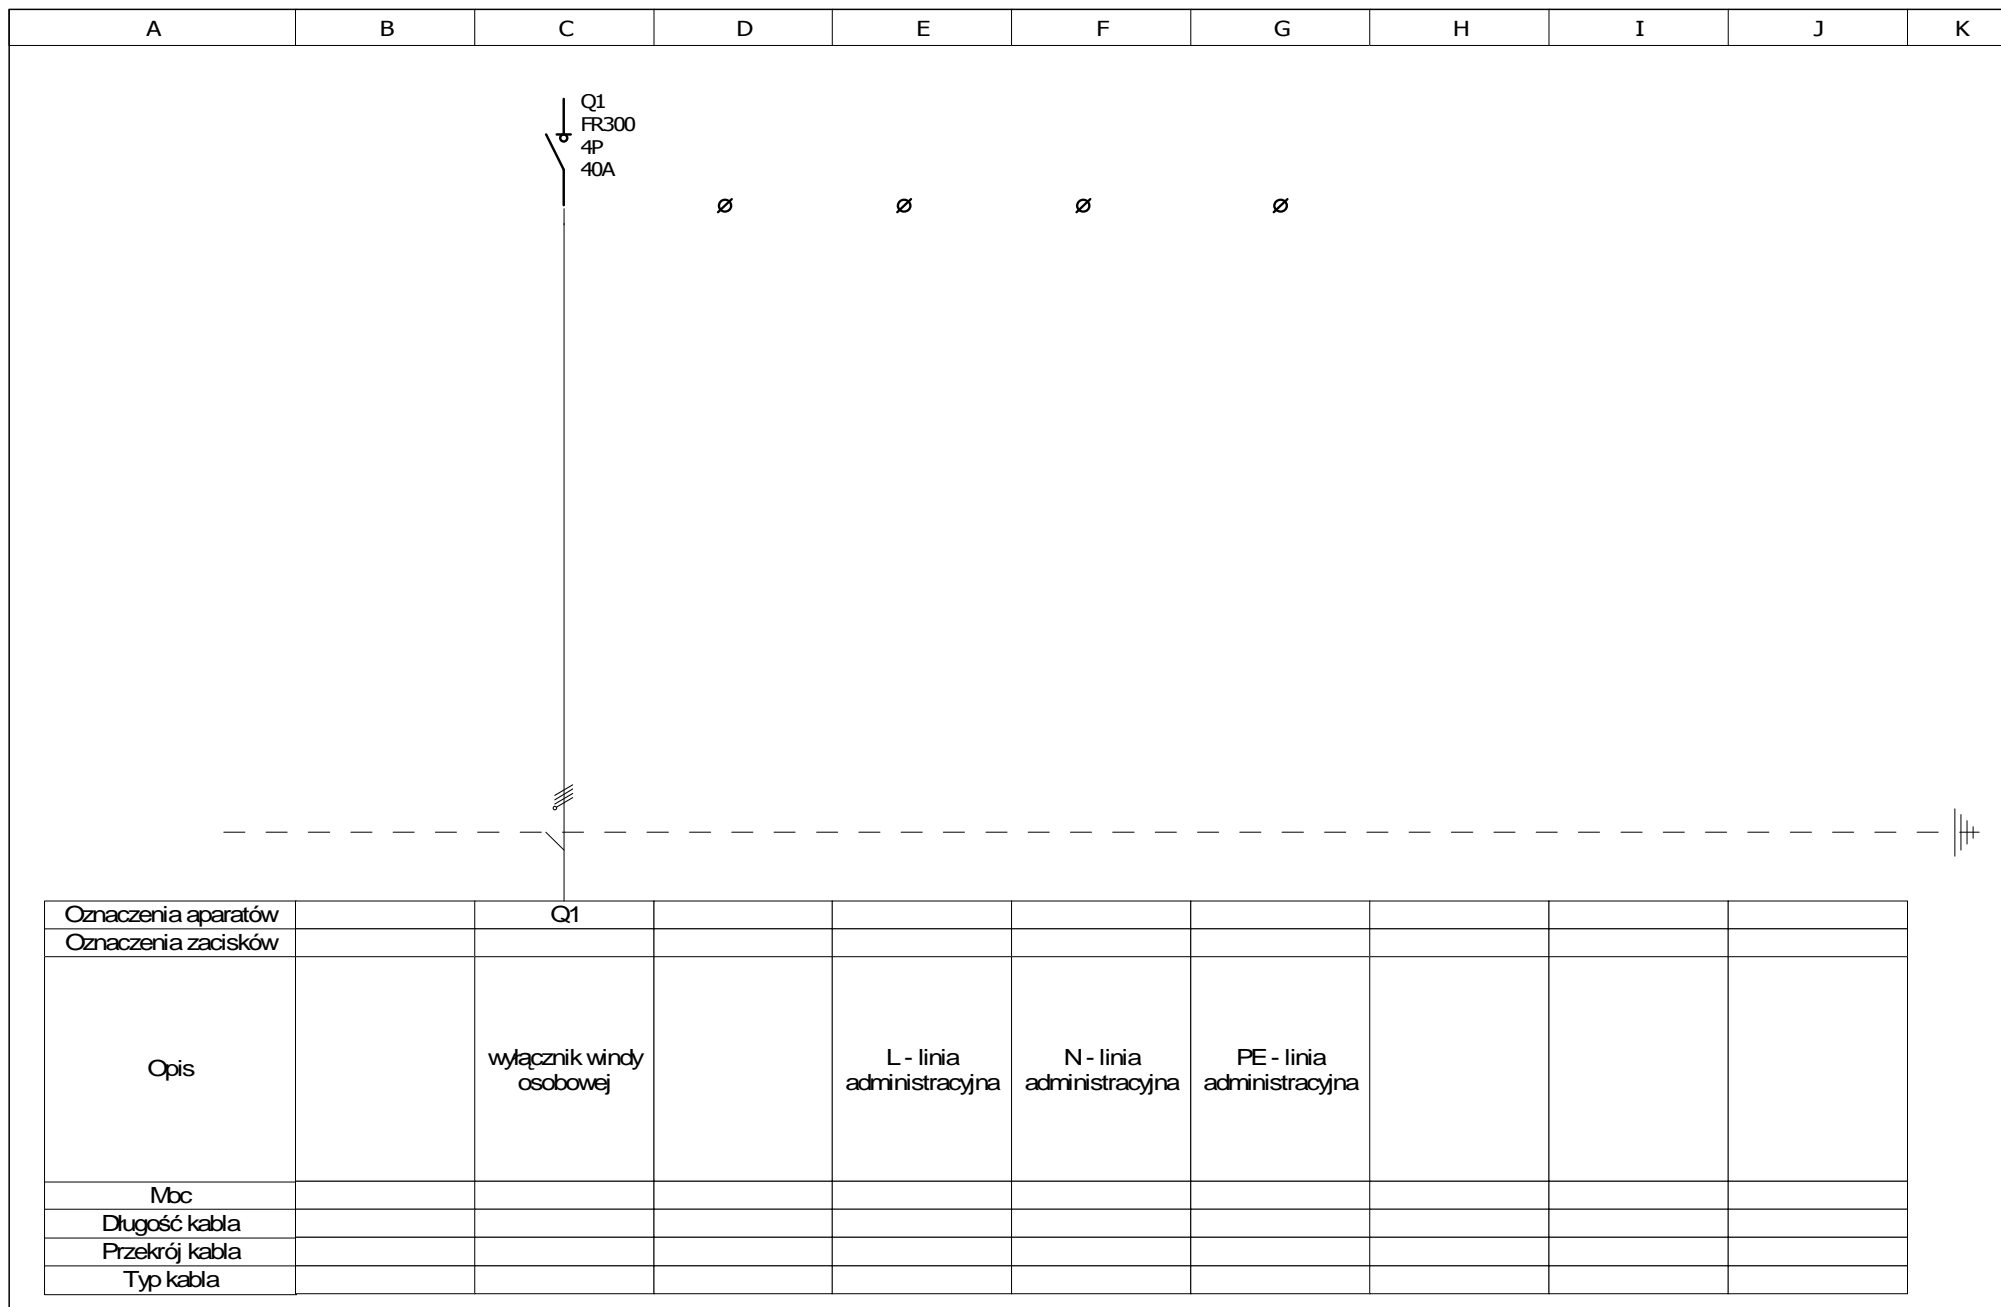 A B C D E F G H I J K
Q1
FR300
4P
40A
Oznaczenia aparatów Q1
Oznaczenia zacisków
Opis
wyłącznik windy
osobowej
L - linia
administracyjna
N - linia
administracyjna
PE - linia
administracyjna
Moc
Długość kabla
Przekrój kabla
Typ kabla